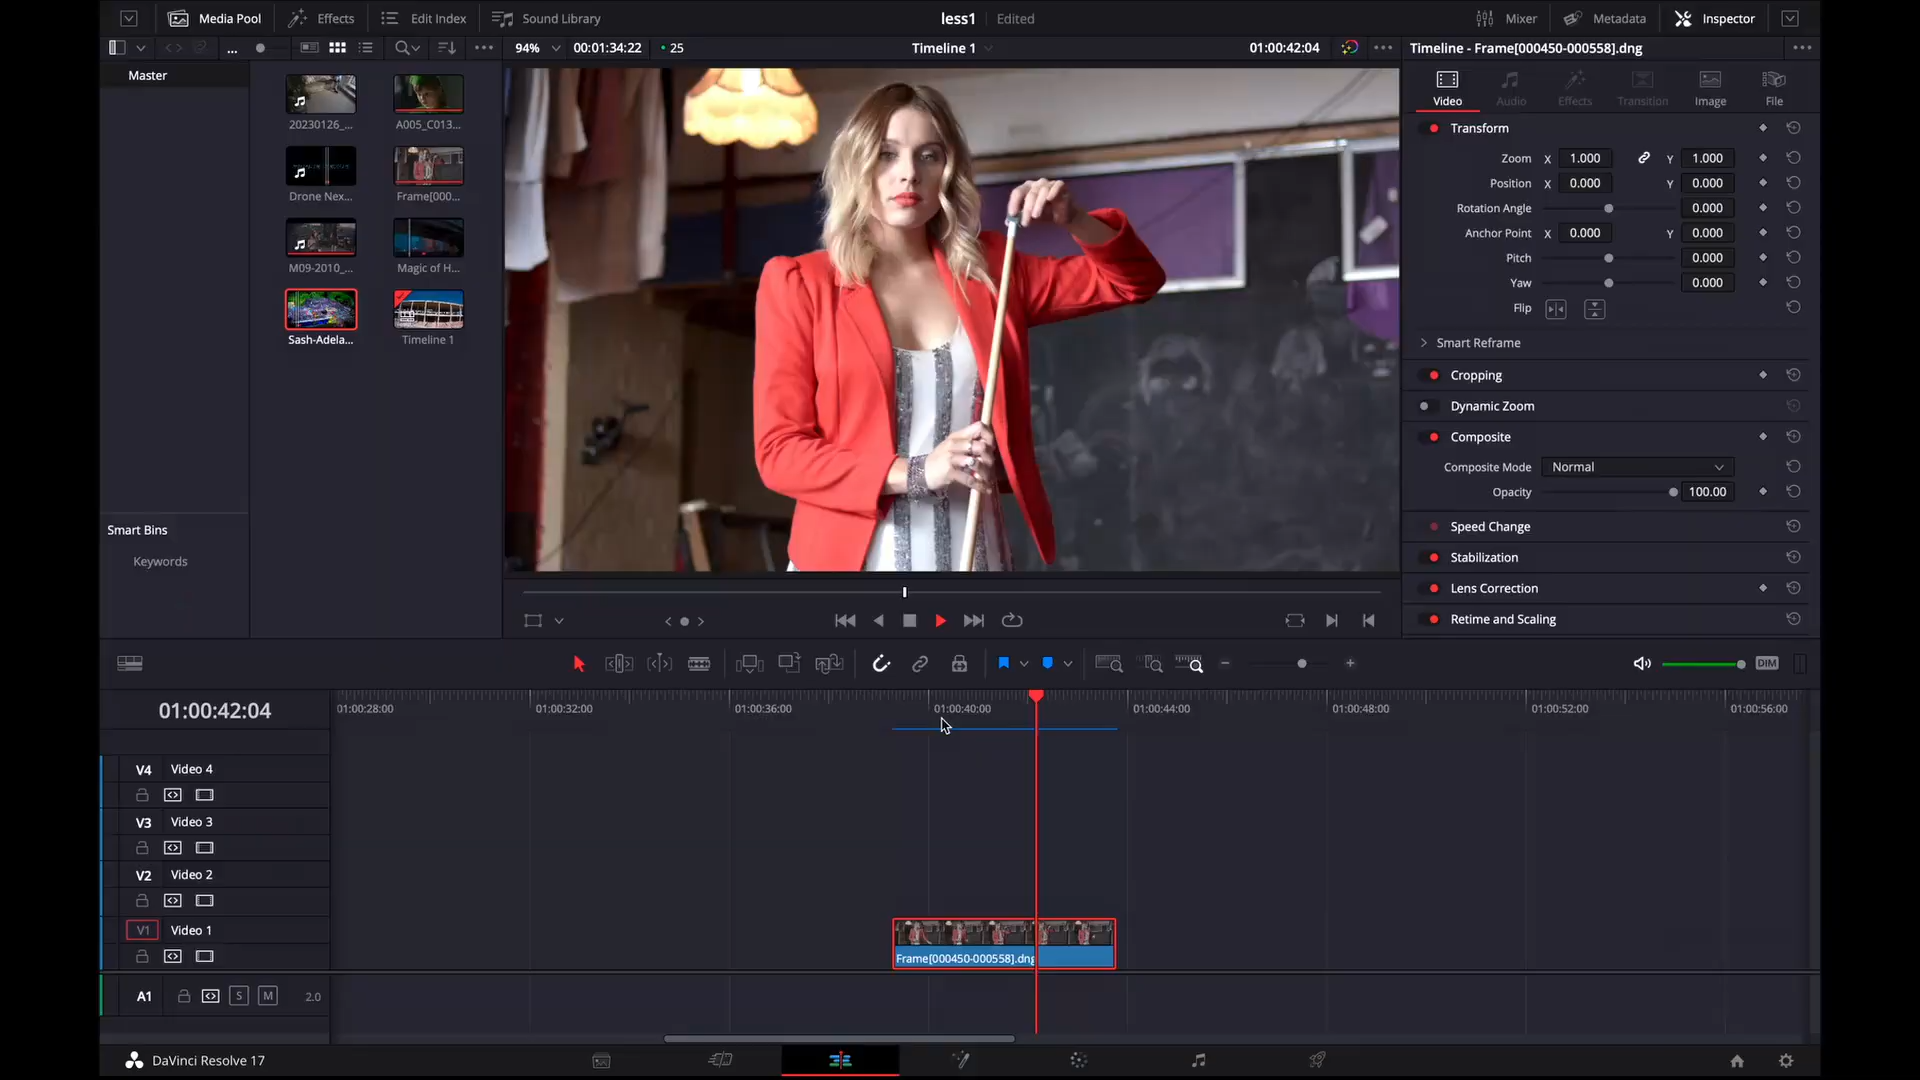 Media Pool Effects Edit Index Sound Library less1 Edited Mixer Metadata Inspector
... 94% 00:01:34:22 25 Timeline 1 01:00:42:04 Timeline - Frame[000450-000558].dng
Master
20230126_... A005_C013...
Drone Nex... Frame[000...
M09-2010_... Magic of H...
Sash-Adela... Timeline 1
Smart Bins
Keywords
Video Audio Effects Transition Image File
Transform
Zoom X 1.000 Y 1.000
Position X 0.000 Y 0.000
Rotation Angle 0.000
Anchor Point X 0.000 Y 0.000
Pitch 0.000
Yaw 0.000
Flip
Smart Reframe
Cropping
Dynamic Zoom
Composite
Composite Mode Normal
Opacity 100.00
Speed Change
Stabilization
Lens Correction
Retime and Scaling
DIM
01:00:42:04
01:00:28:00 01:00:32:00 01:00:36:00 01:00:40:00 01:00:44:00 01:00:48:00 01:00:52:00 01:00:56:00
V4 Video 4
V3 Video 3
V2 Video 2
V1 Video 1
Frame[000450-000558].dng
A1 S M 2.0
DaVinci Resolve 17